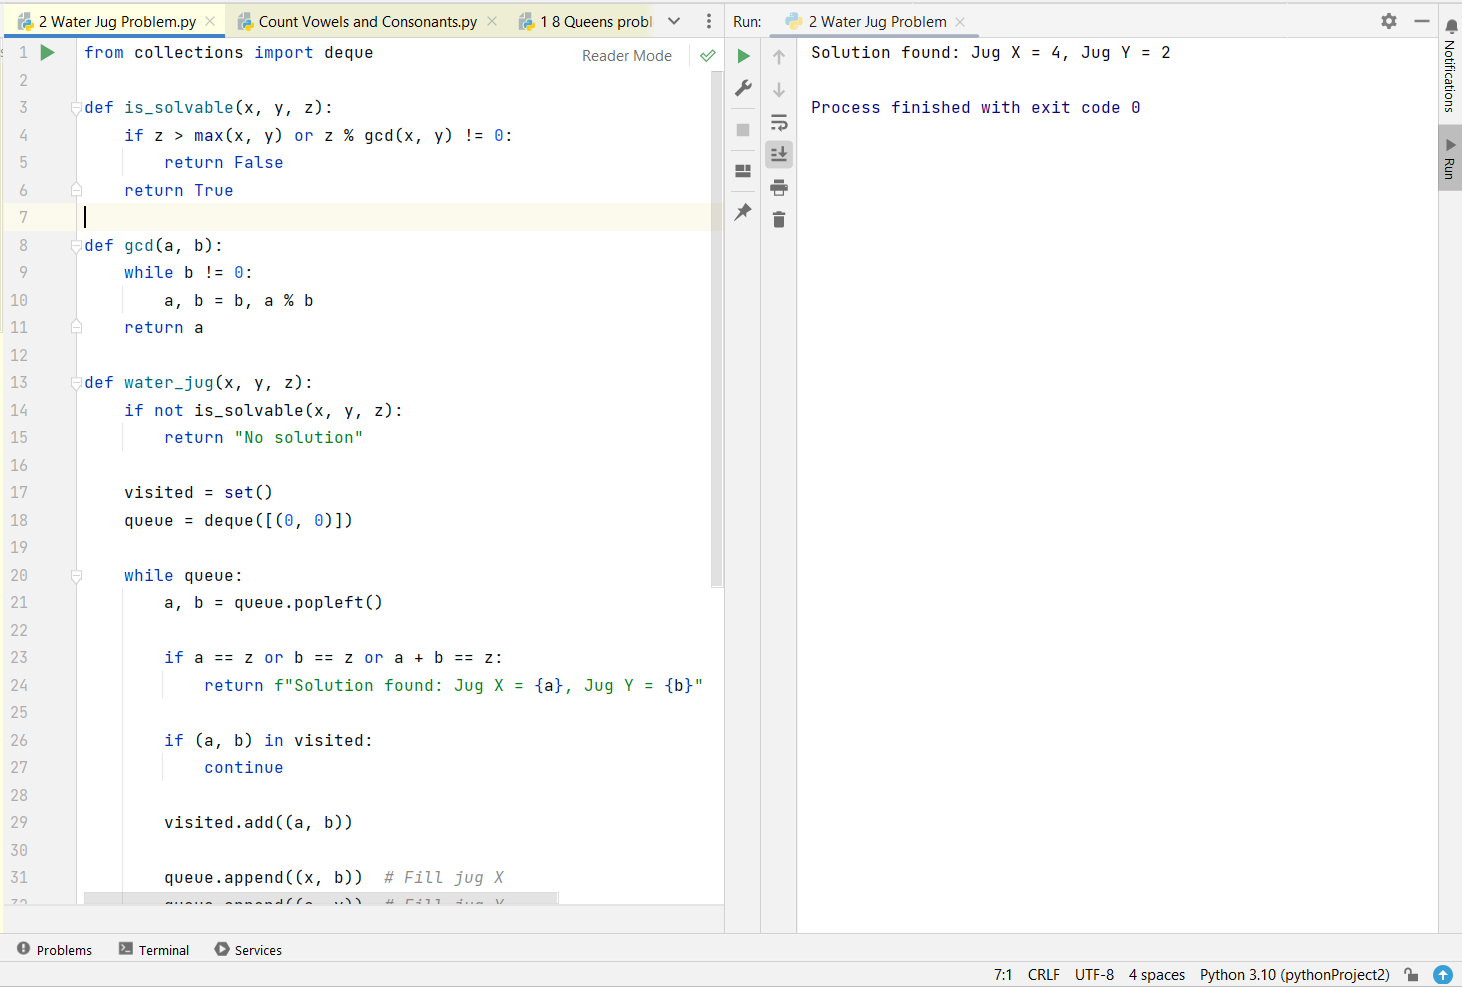 2 Water Jug Problem.py
Count Vowels and Consonants.py
1 8 Queens probl
Run:
2 Water Jug Problem
Reader Mode
1 from collections import deque
2
3 def is_solvable(x, y, z):
4 if z > max(x, y) or z % gcd(x, y) != 0:
5 return False
6 return True
7
8 def gcd(a, b):
9 while b != 0:
10 a, b = b, a % b
11 return a
12
13 def water_jug(x, y, z):
14 if not is_solvable(x, y, z):
15 return "No solution"
16
17 visited = set()
18 queue = deque([(0, 0)])
19
20 while queue:
21 a, b = queue.popleft()
22
23 if a == z or b == z or a + b == z:
24 return f"Solution found: Jug X = {a}, Jug Y = {b}"
25
26 if (a, b) in visited:
27 continue
28
29 visited.add((a, b))
30
31 queue.append((x, b))  # Fill jug X
Solution found: Jug X = 4, Jug Y = 2
Process finished with exit code 0
Notifications
Run
Problems
Terminal
Services
7:1 CRLF UTF-8 4 spaces Python 3.10 (pythonProject2)